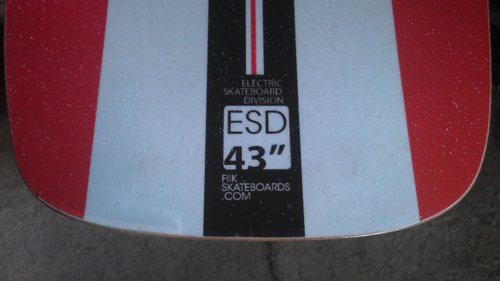 ELECTRIC
SKATEBOARD
DIVISION
ESD
43"
FIIK
SKATEBOARDS
.COM